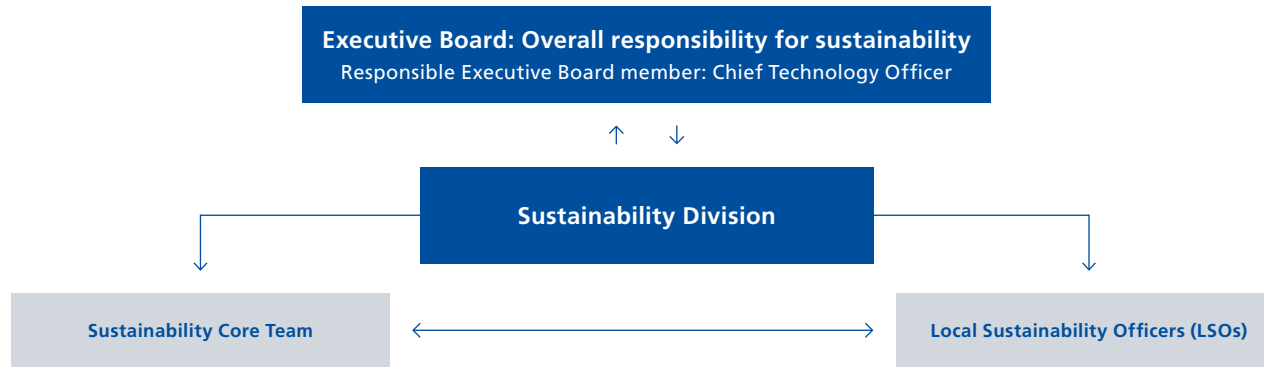 Executive Board: Overall responsibility for sustainability
Responsible Executive Board member: Chief Technology Officer
Sustainability Division
Sustainability Core Team
Local Sustainability Officers (LSOs)